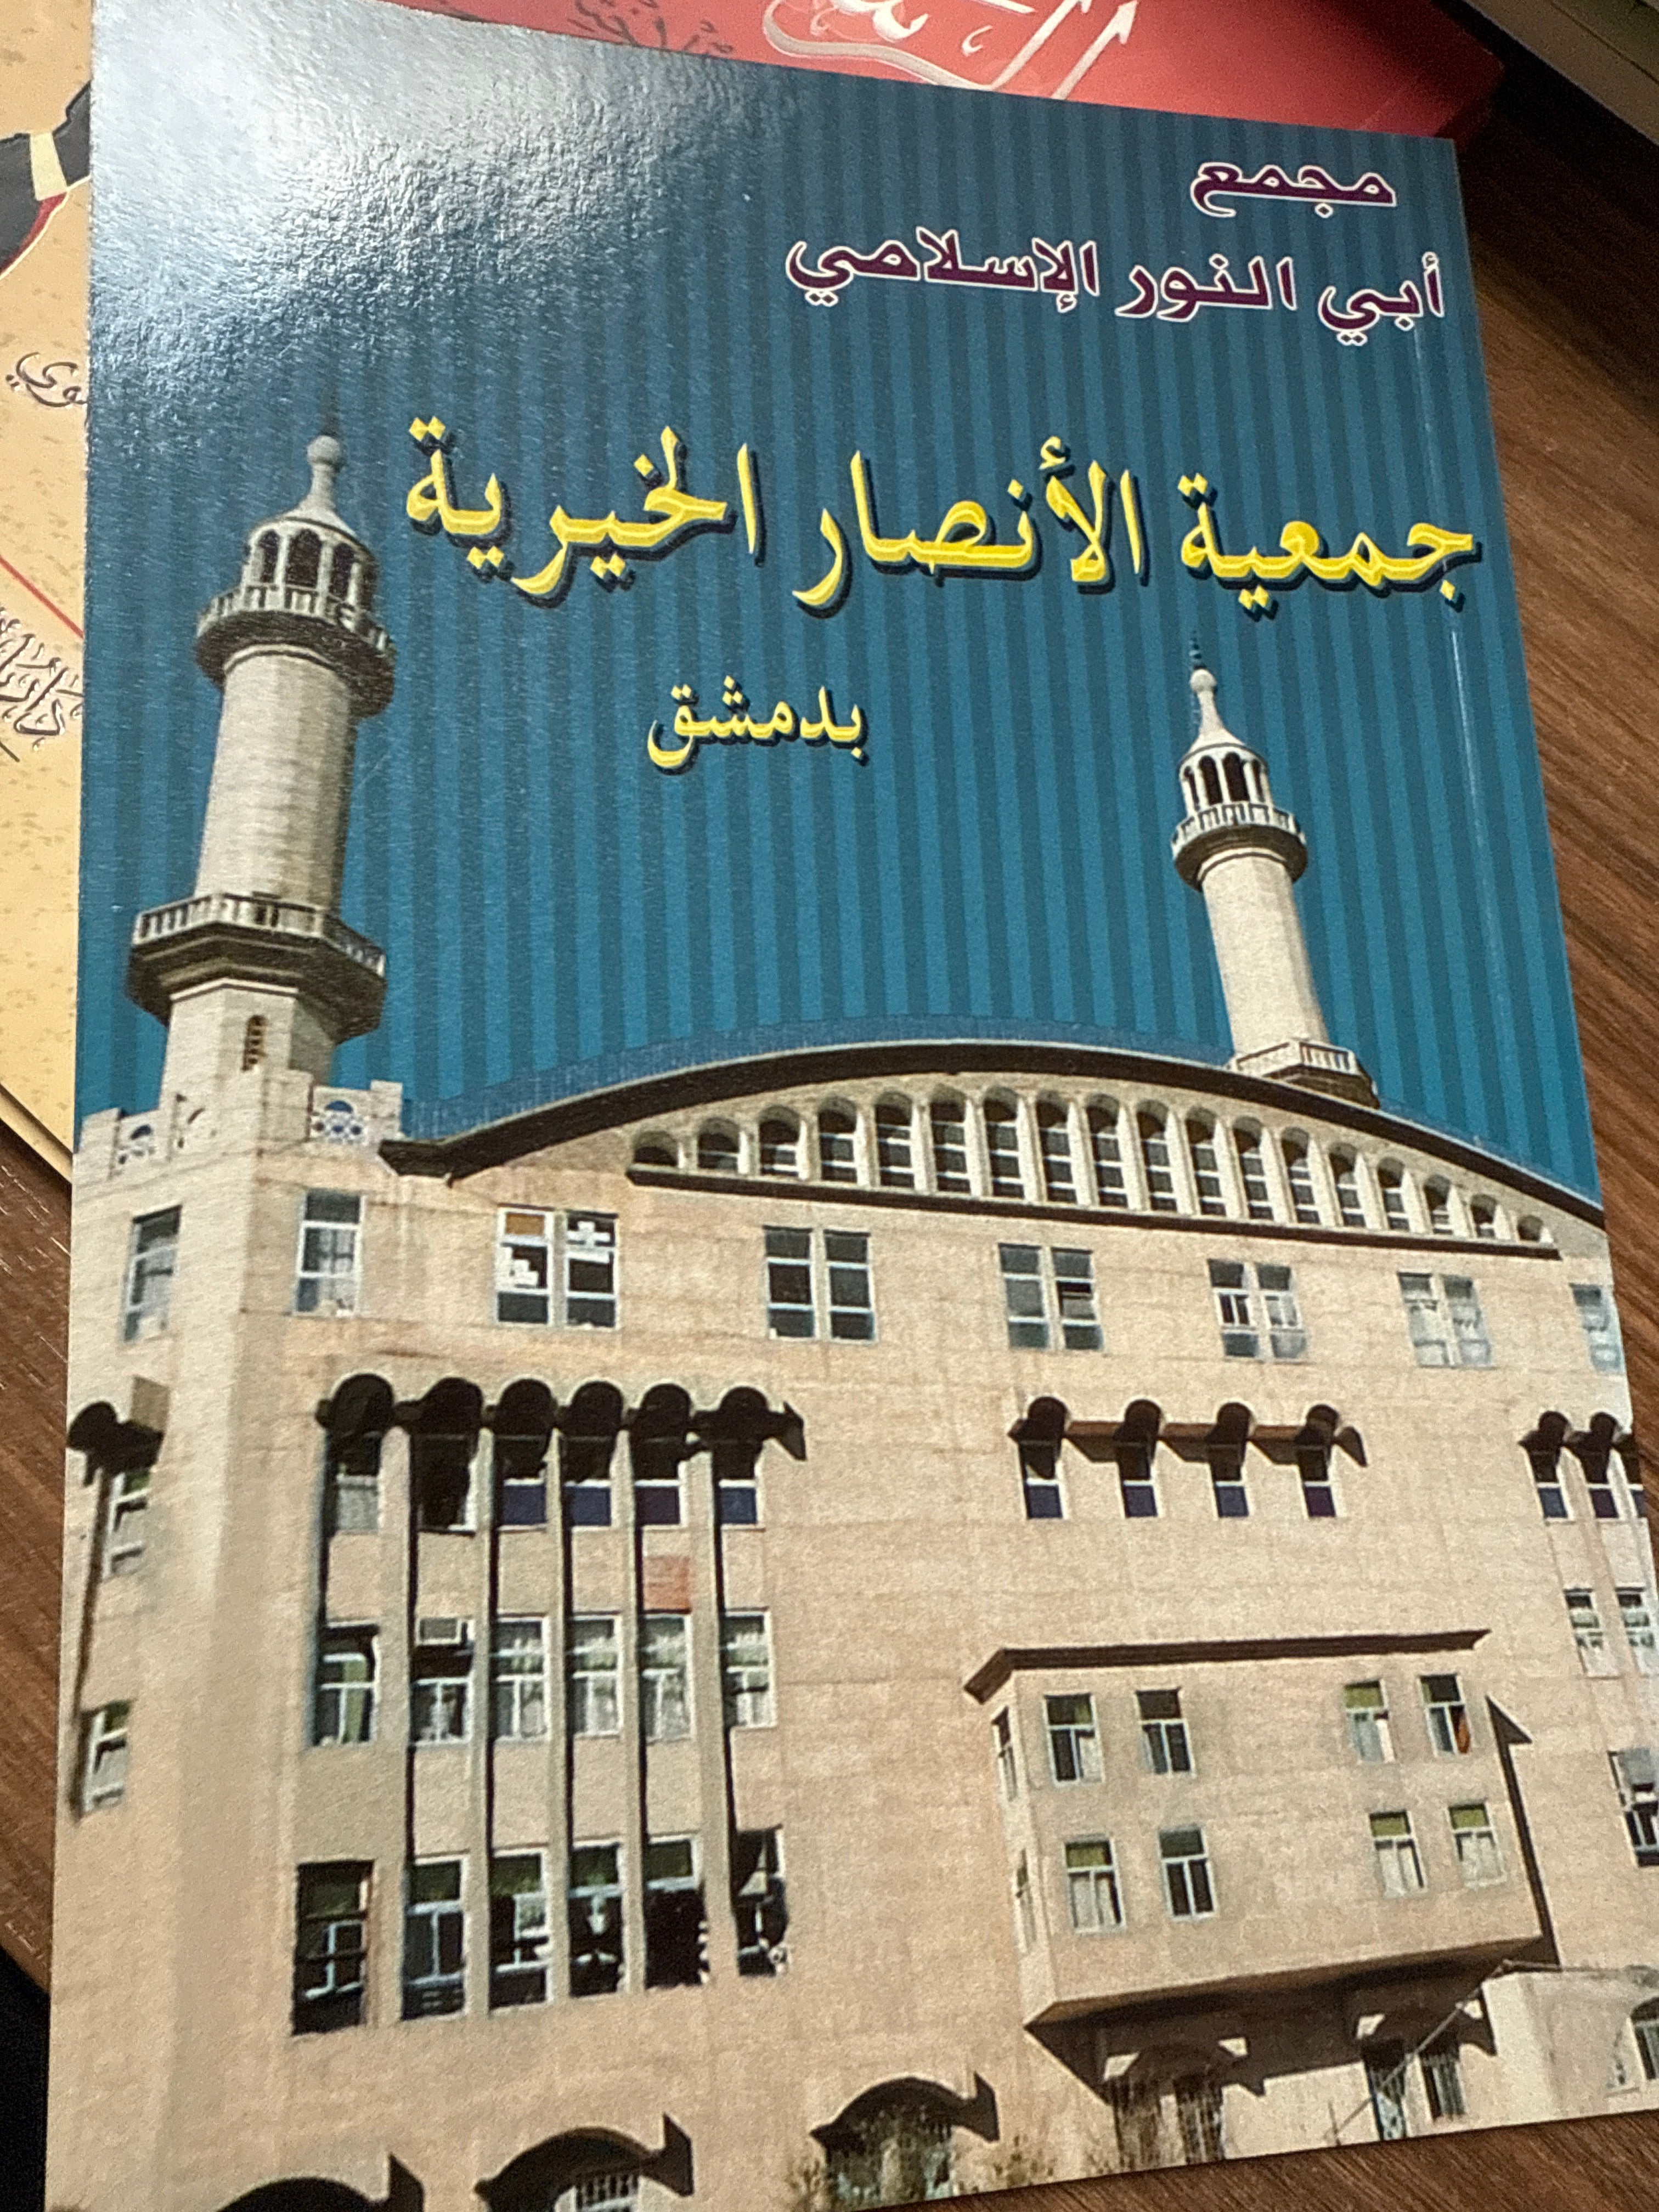 مجمع
أبي النور الإسلامي
جمعية الأنصار الخيرية
بدمشق